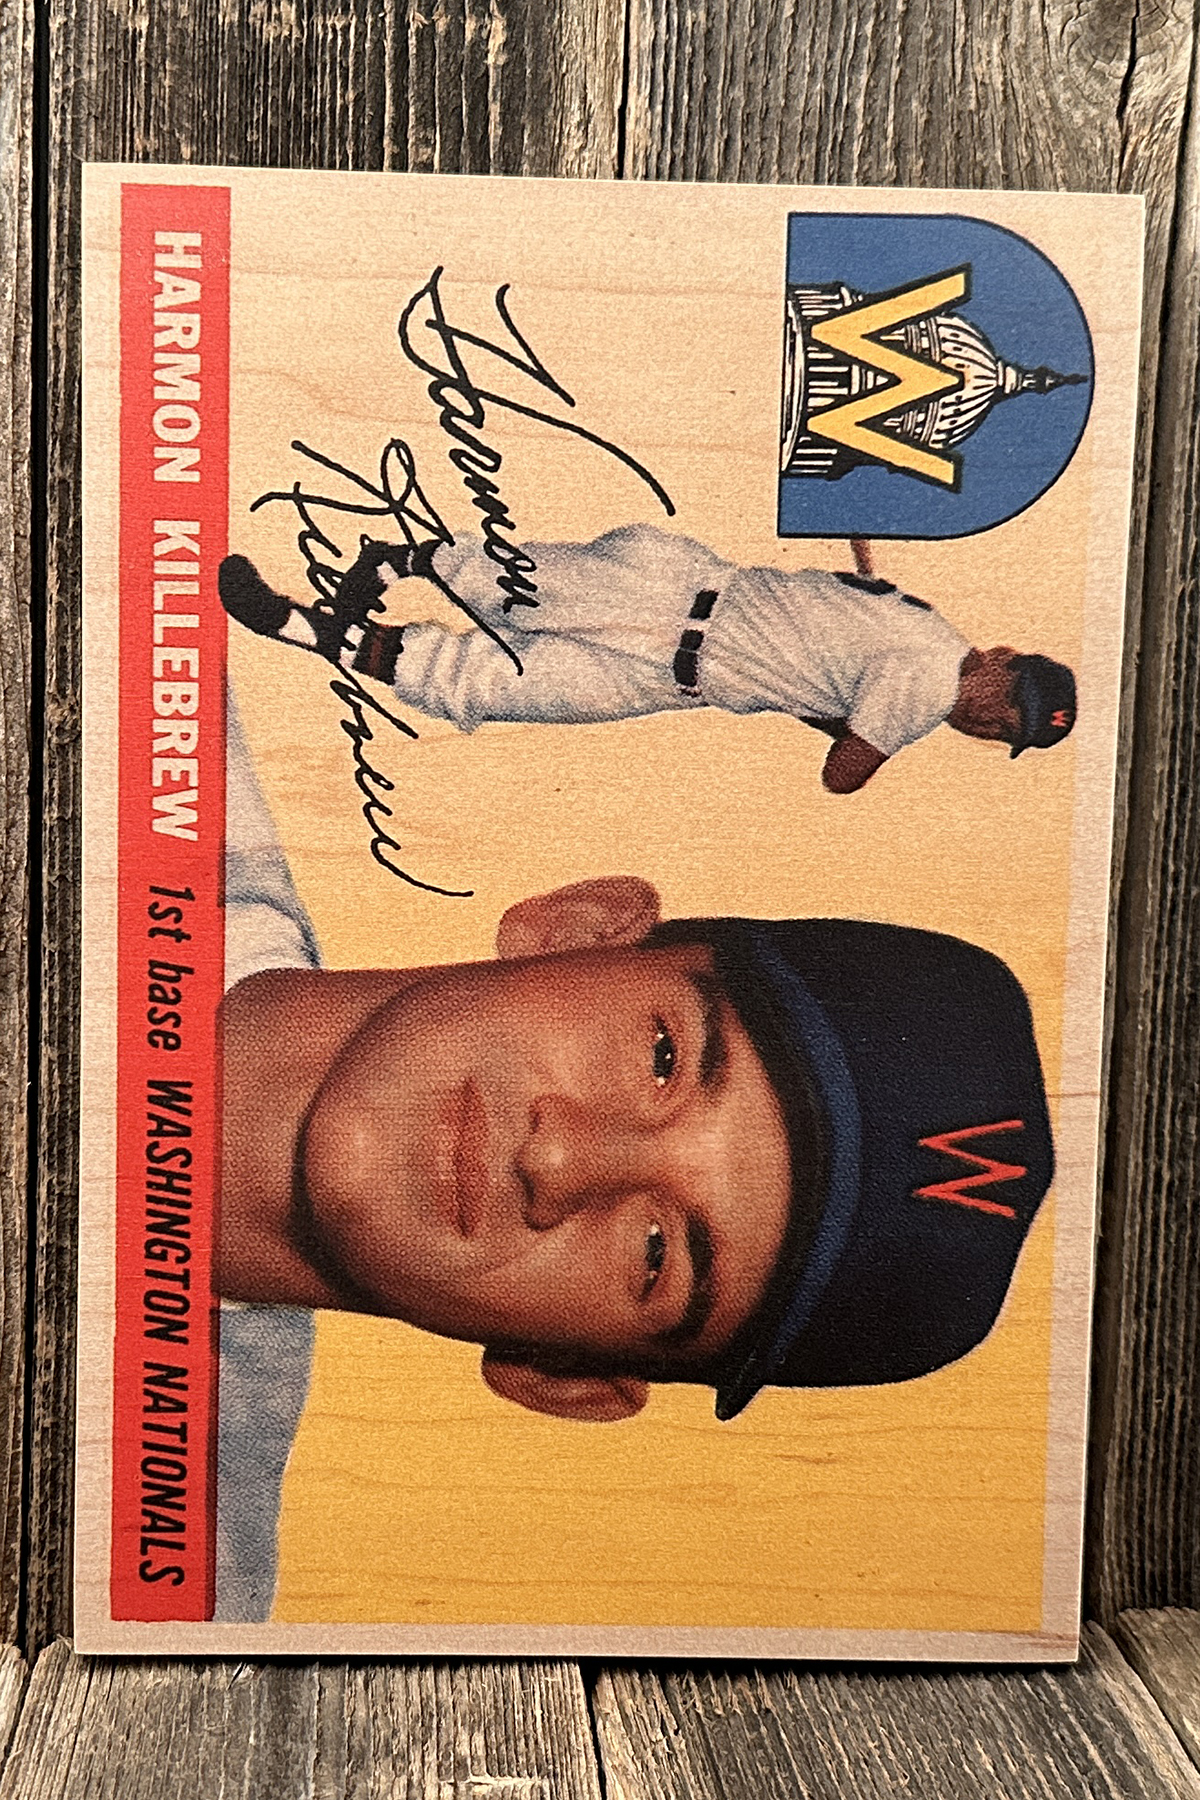 W
W
W
Harmon
Killebrew
HARMON KILLEBREW 1st base WASHINGTON NATIONALS